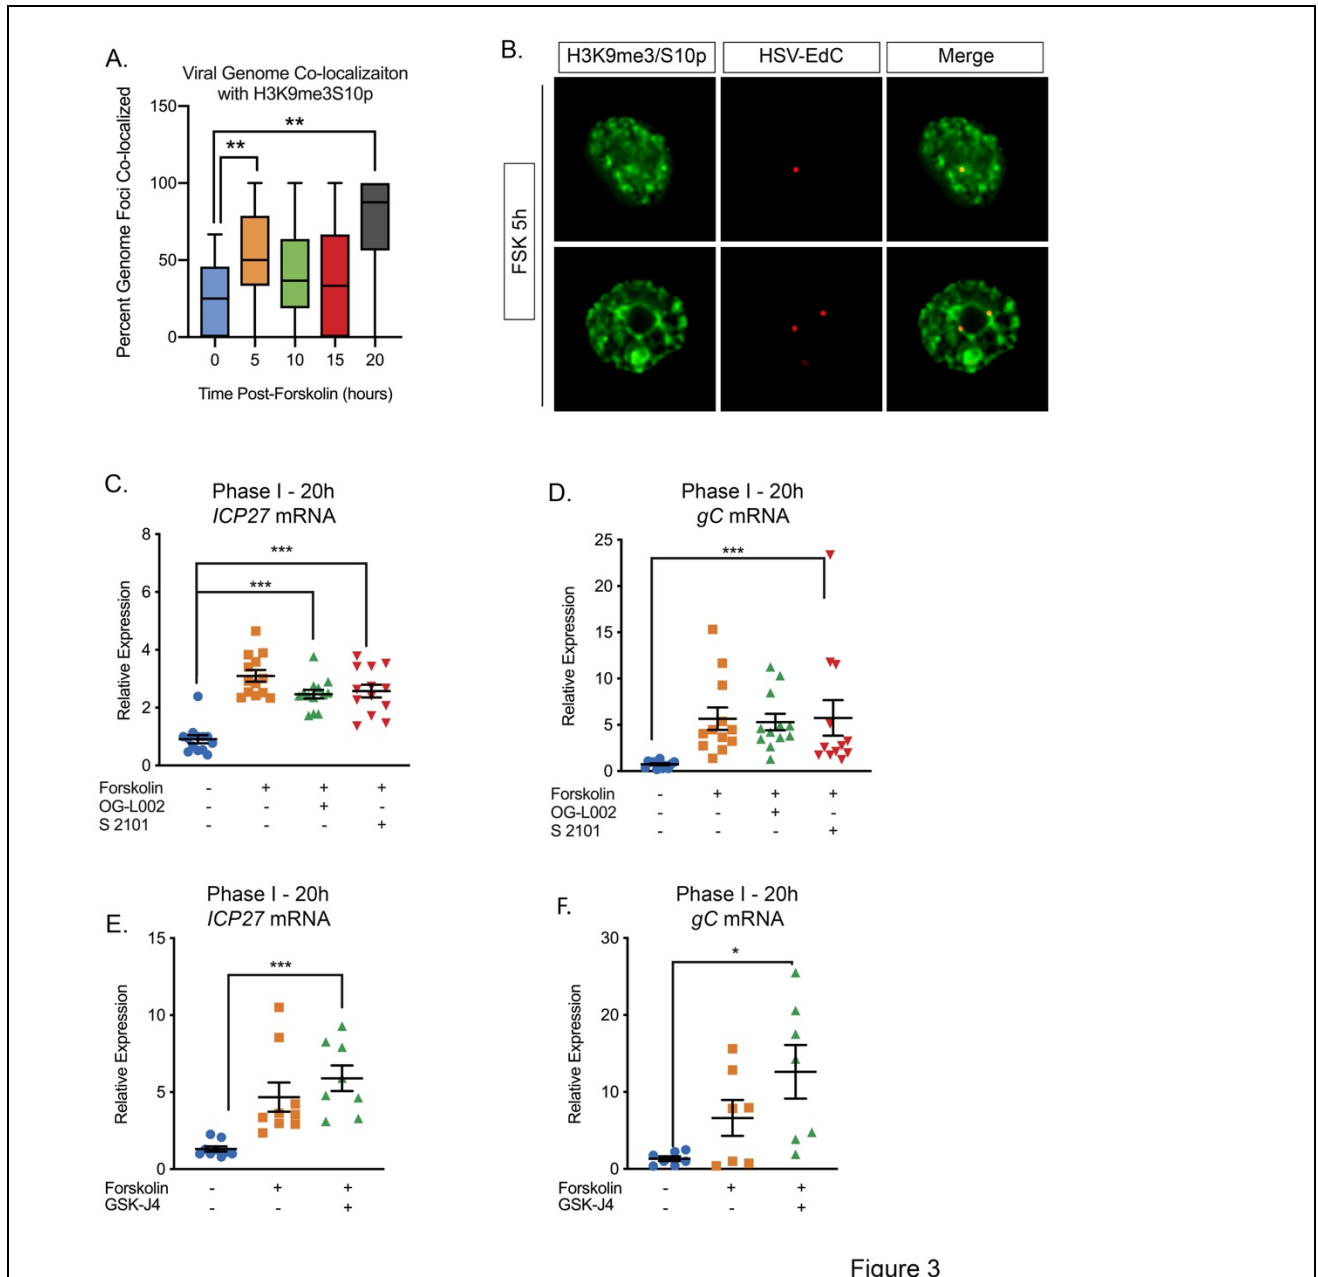 A.
Viral Genome Co-localizaiton
with H3K9me3S10p
Percent Genome Foci Co-localized
150
100
50
0
**
**
0 5 10 15 20
Time Post-Forskolin (hours)
B.
H3K9me3/S10p HSV-EdC Merge
FSK 5h
C.
Phase I - 20h
ICP27 mRNA
Relative Expression
8
6
4
2
0
***
***
Forskolin - + + +
OG-L002 - - + -
S 2101 - - - +
D.
Phase I - 20h
gC mRNA
Relative Expression
25
20
15
10
5
0
***
Forskolin - + + +
OG-L002 - - + -
S 2101 - - - +
E.
Phase I - 20h
ICP27 mRNA
Relative Expression
15
10
5
0
***
Forskolin - + +
GSK-J4 - - +
F.
Phase I - 20h
gC mRNA
Relative Expression
30
20
10
0
*
Forskolin - + +
GSK-J4 - - +
Figure 3